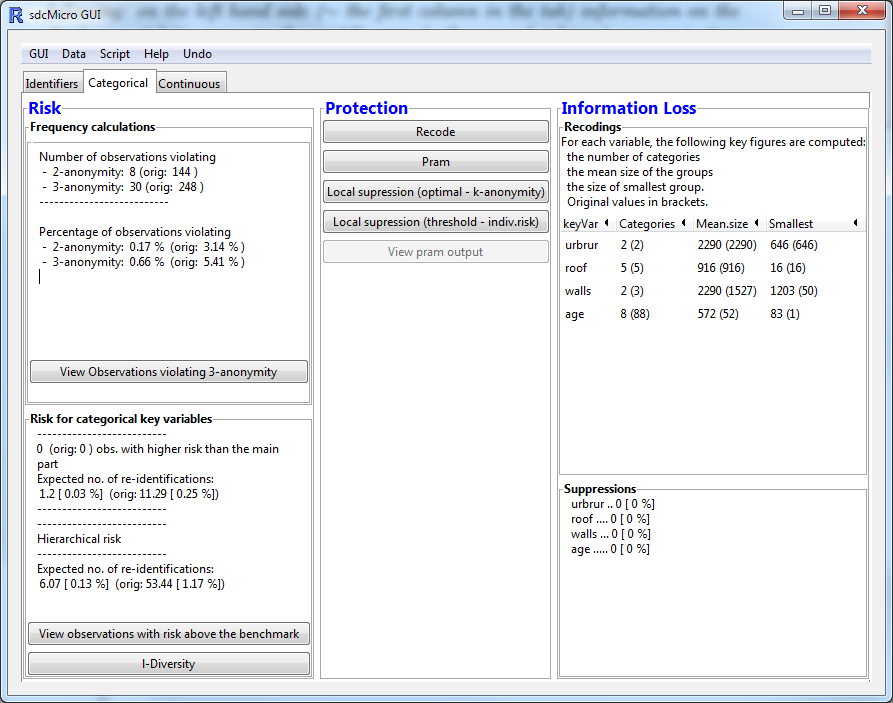 sdcMicro GUI
GUI Data Script Help Undo
Identifiers Categorical Continuous
Risk
Frequency calculations
Number of observations violating
- 2-anonymity: 8 (orig: 144 )
- 3-anonymity: 30 (orig: 248 )
--------------------------
Percentage of observations violating
- 2-anonymity: 0.17 % (orig: 3.14 % )
- 3-anonymity: 0.66 % (orig: 5.41 % )
View Observations violating 3-anonymity
Risk for categorical key variables
--------------------------
0 (orig: 0 ) obs. with higher risk than the main
part
Expected no. of re-identifications:
1.2 [ 0.03 %] (orig: 11.29 [ 0.25 %])
--------------------------
--------------------------
Hierarchical risk
--------------------------
Expected no. of re-identifications:
6.07 [ 0.13 %] (orig: 53.44 [ 1.17 %])
View observations with risk above the benchmark
l-Diversity
Protection
Recode
Pram
Local supression (optimal - k-anonymity)
Local supression (threshold - indiv.risk)
View pram output
Information Loss
Recodings
For each variable, the following key figures are computed:
the number of categories
the mean size of the groups
the size of smallest group.
Original values in brackets.
keyVar Categories Mean.size Smallest
urbrur 2 (2) 2290 (2290) 646 (646)
roof 5 (5) 916 (916) 16 (16)
walls 2 (3) 2290 (1527) 1203 (50)
age 8 (88) 572 (52) 83 (1)
Suppressions
urbrur .. 0 [ 0 %]
roof .... 0 [ 0 %]
walls ... 0 [ 0 %]
age ..... 0 [ 0 %]